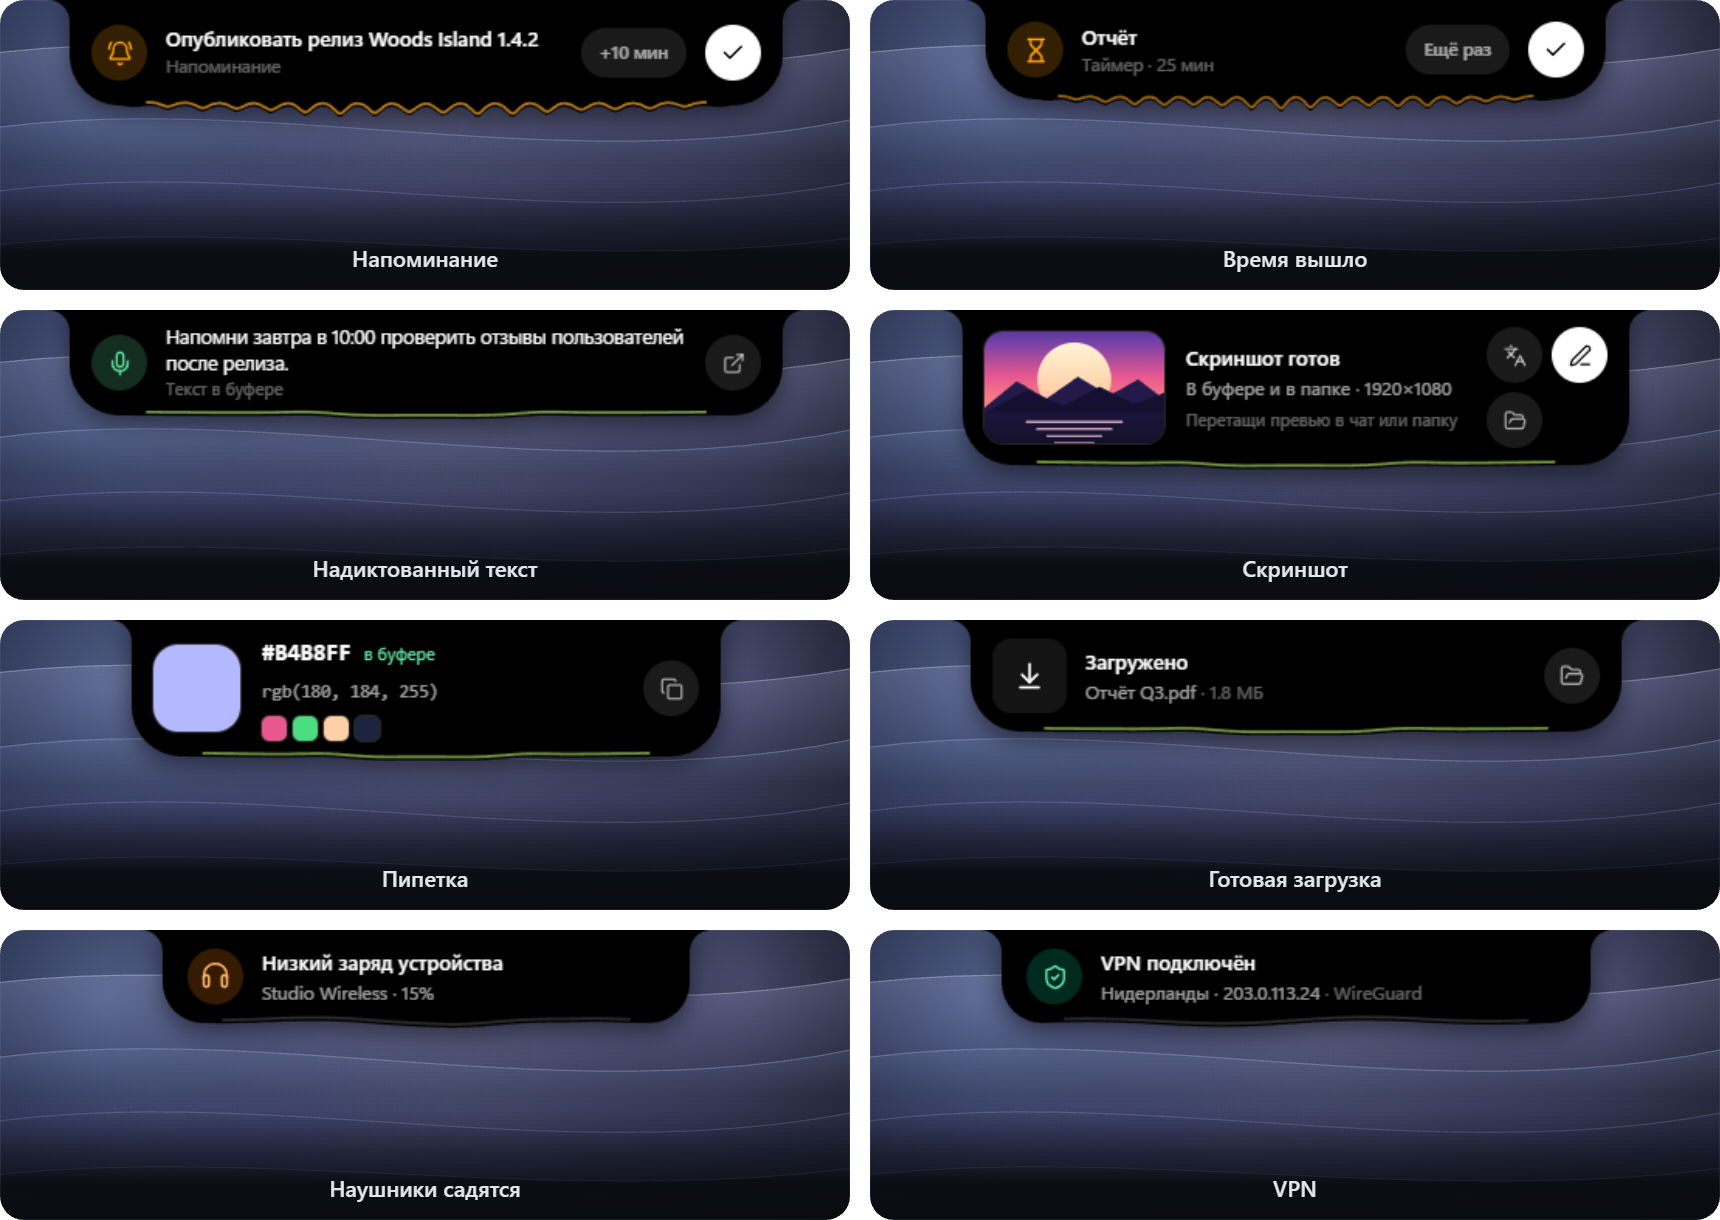 Опубликовать релиз Woods Island 1.4.2
Напоминание
+10 мин
Напоминание
Отчёт
Таймер · 25 мин
Ещё раз
Время вышло
Напомни завтра в 10:00 проверить отзывы пользователей
после релиза.
Текст в буфере
Надиктованный текст
Скриншот готов
В буфере и в папке · 1920×1080
Перетащи превью в чат или папку
Скриншот
#B4B8FF в буфере
rgb(180, 184, 255)
Пипетка
Загружено
Отчёт Q3.pdf · 1.8 МБ
Готовая загрузка
Низкий заряд устройства
Studio Wireless · 15%
Наушники садятся
VPN подключён
Нидерланды · 203.0.113.24 · WireGuard
VPN